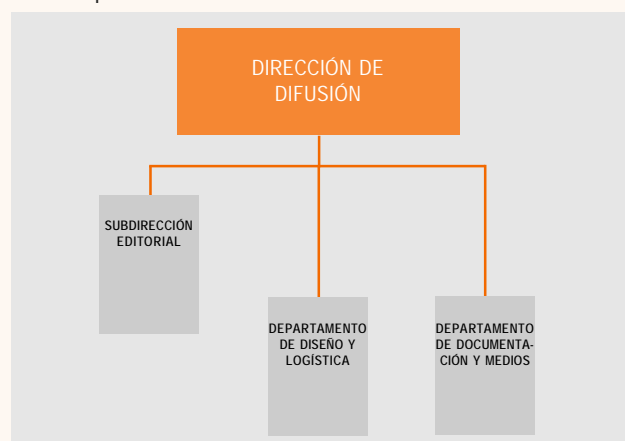 DIRECCIÓN DE
DIFUSIÓN
SUBDIRECCIÓN
EDITORIAL
DEPARTAMENTO
DE DISEÑO Y
LOGÍSTICA
DEPARTAMENTO
DE DOCUMENTA-
CIÓN Y MEDIOS